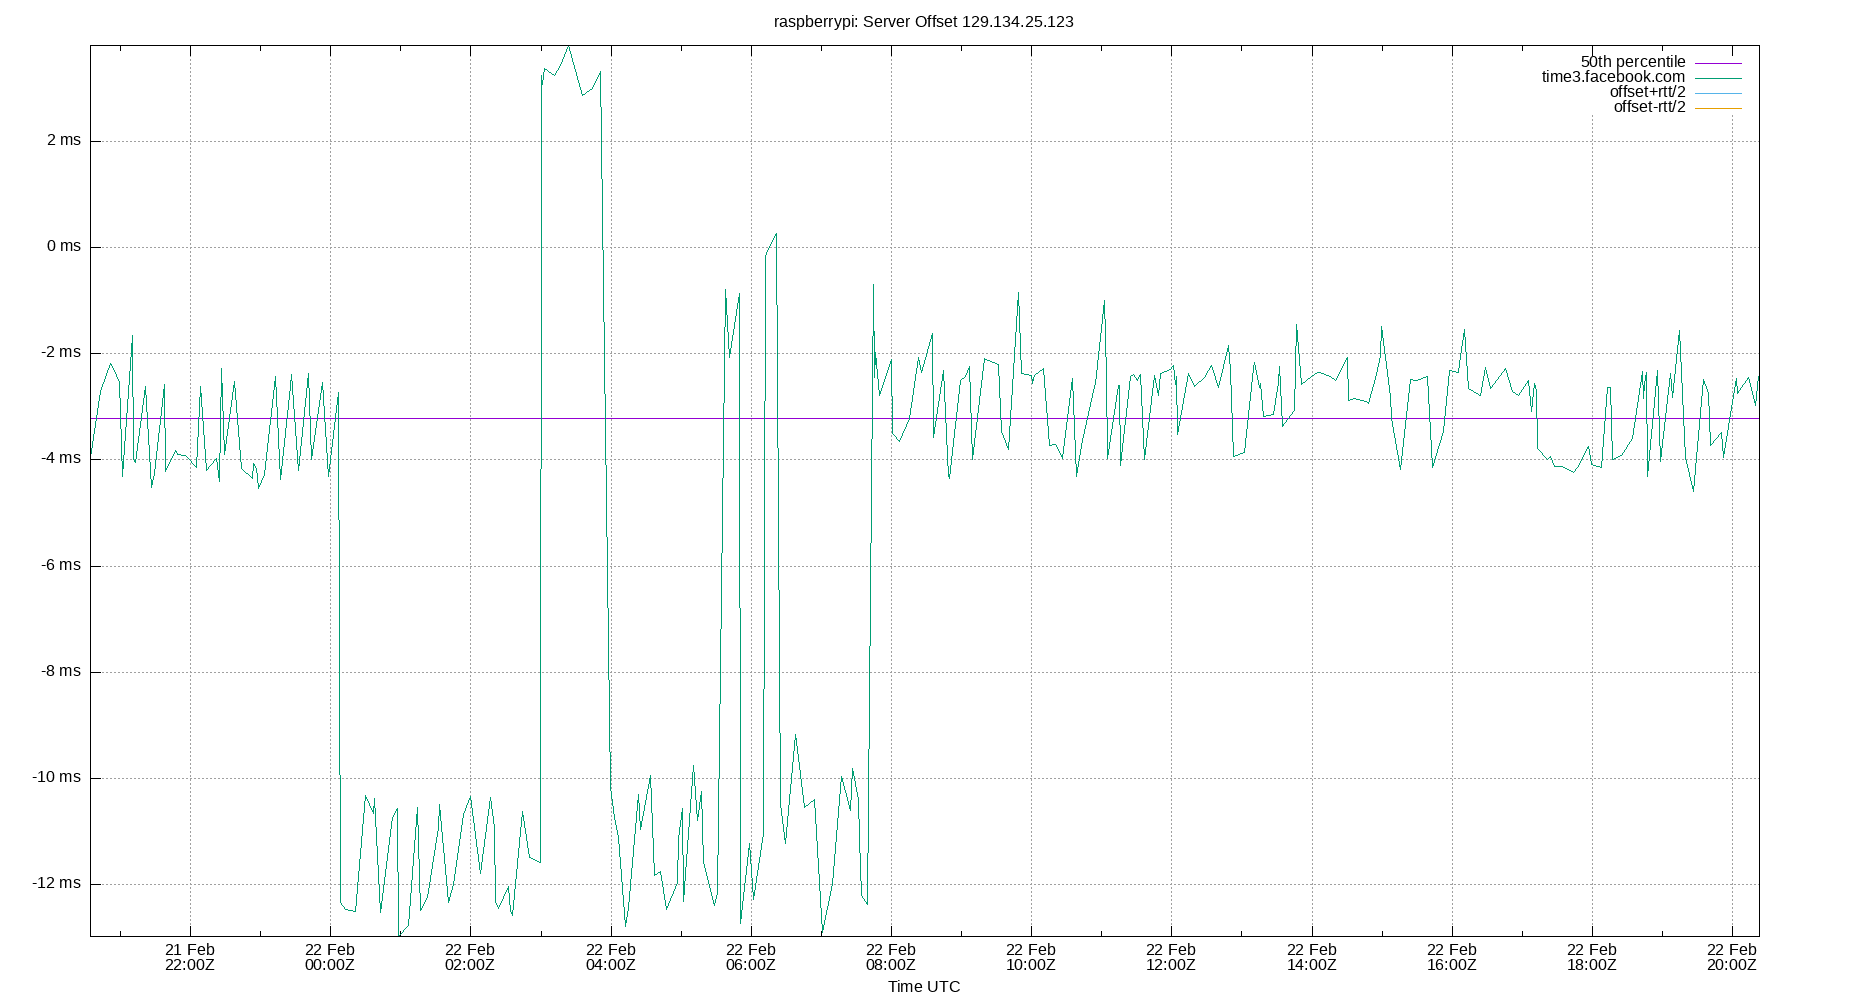 raspberrypi: Server Offset 129.134.25.123
50th percentile
time3.facebook.com
offset+rtt/2
offset-rtt/2
2 ms
0 ms
-2 ms
-4 ms
-6 ms
-8 ms
-10 ms
-12 ms
21 Feb 22 Feb 22 Feb 22 Feb 22 Feb 22 Feb 22 Feb 22 Feb 22 Feb 22 Feb 22 Feb 22 Feb
22:00Z 00:00Z 02:00Z 04:00Z 06:00Z 08:00Z 10:00Z 12:00Z 14:00Z 16:00Z 18:00Z 20:00Z
Time UTC